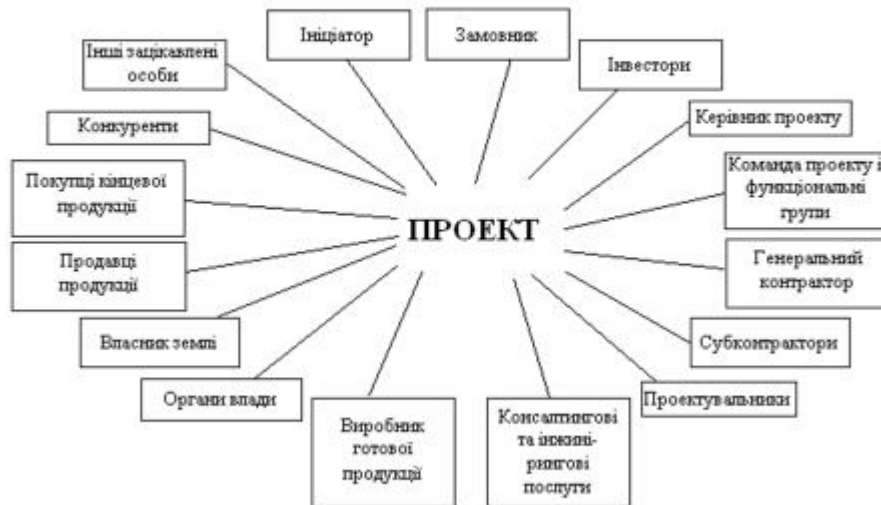 Ініціатор
Замовник
Інвестори
Керівник проекту
Команда проекту і
функціональні
групи
Генеральний
контрактор
Субконтрактори
Проектувальники
Консалтингові
та інжині-
рингові
послуги
Виробник
готової
продукції
Органи влади
Власник землі
Продавці
продукції
Покупці кінцевої
продукції
Конкуренти
Інші зацікавлені
особи
ПРОЕКТ